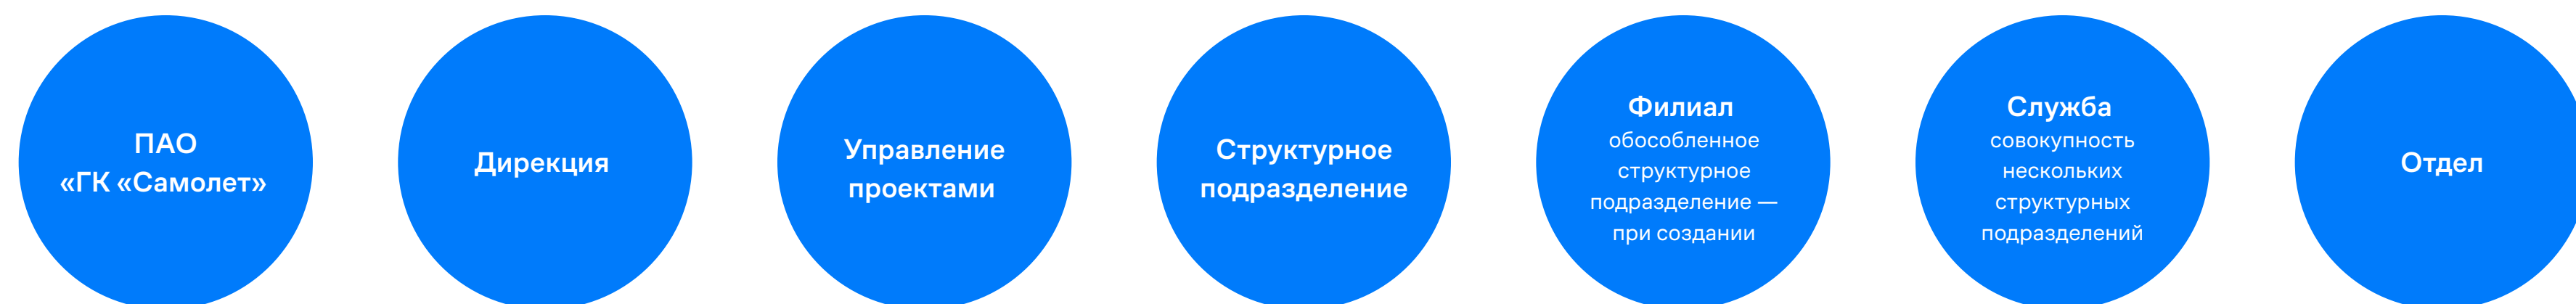 ПАО
«ГК «Самолет»
Дирекция
Управление
проектами
Структурное
подразделение
Филиал
обособленное
структурное
подразделение —
при создании
Служба
совокупность
нескольких
структурных
подразделений
Отдел